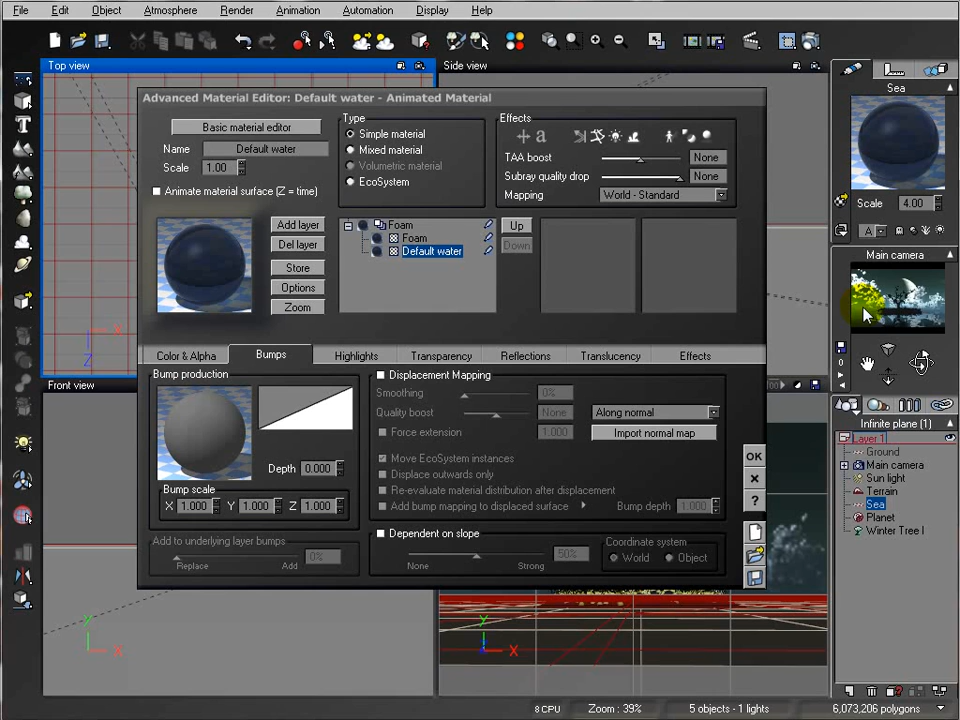 File Edit Object Atmosphere Render Animation Automation Display Help
Top view
Side view
Sea
Advanced Material Editor: Default water - Animated Material
Basic material editor
Type
Effects
Name Default water
Simple material
a
Scale 1.00
Mixed material
TAA boost None
Volumetric material
Subray quality drop None
Animate material surface (Z = time)
EcoSystem
Mapping World - Standard
Scale 4.00
Add layer
Foam
Up
A
Del layer
Foam
Down
Default water
Main camera
Store
Options
Zoom
Color & Alpha Bumps Highlights Transparency Reflections Translucency Effects
Bump production
Displacement Mapping
Front view
Smoothing 0%
Quality boost None Along normal
Force extension 1.000 Import normal map
Infinite plane (1)
Layer 1
Ground
Move EcoSystem instances
OK
Main camera
Depth 0.000
Displace outwards only
Sun light
Bump scale
Re-evaluate material distribution after displacement
Terrain
X 1.000 Y 1.000 Z 1.000
Add bump mapping to displaced surface Bump depth 1.000
?
Sea
Planet
Winter Tree I
Add to underlying layer bumps
Dependent on slope
Coordinate system
0%
50%
World Object
Replace Add
None Strong
Y X Z
Y X
Y X
8 CPU Zoom : 39% 5 objects - 1 lights 6,073,206 polygons